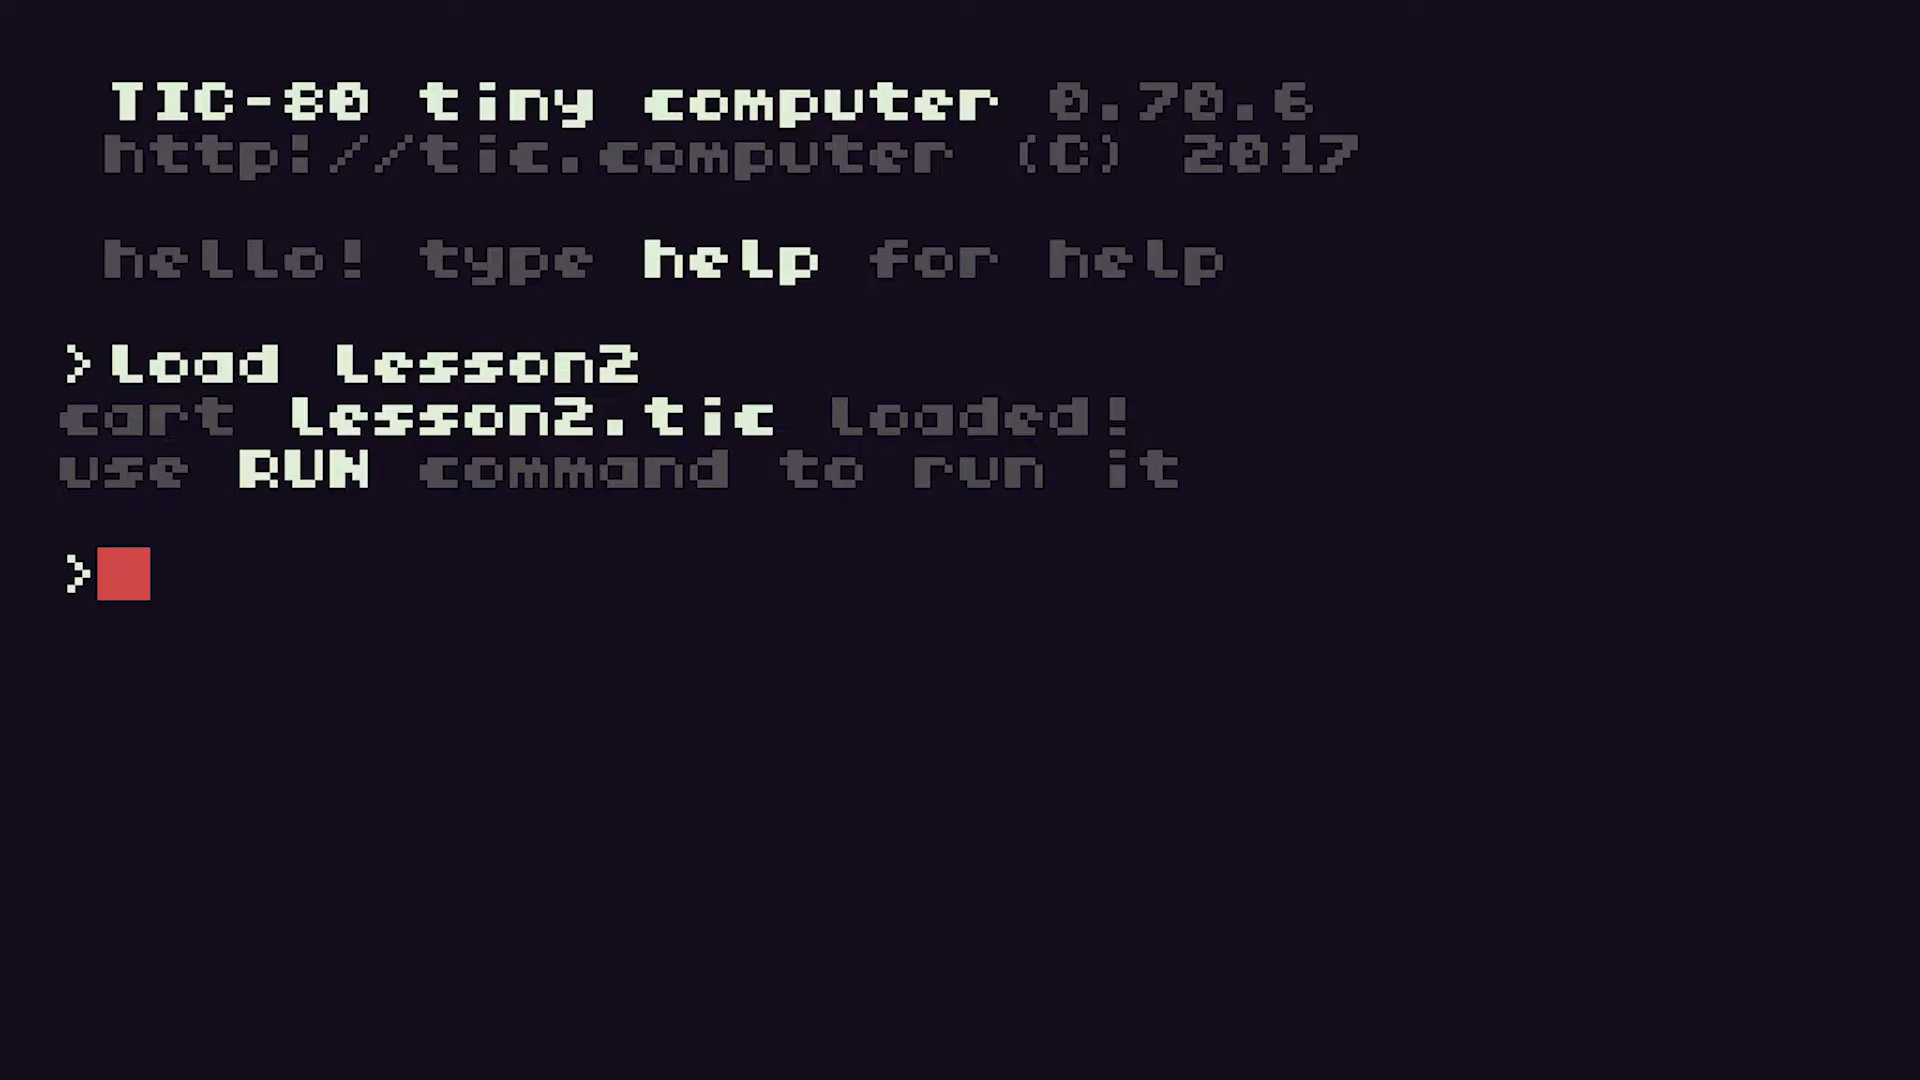 TIC-80 tiny computer 0.70.6
http://tic.computer (C) 2017
hello! type help for help
>load lesson2
cart lesson2.tic loaded!
use RUN command to run it
>